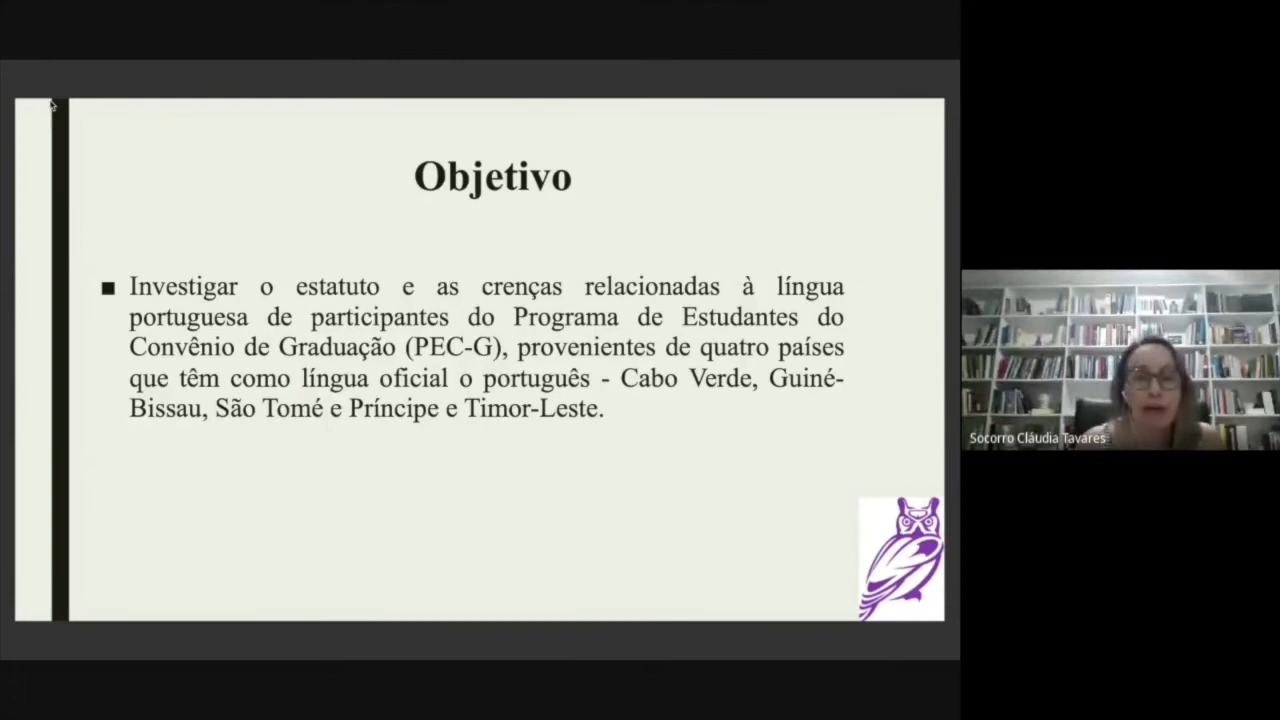 Objetivo
■ Investigar o estatuto e as crenças relacionadas à língua
portuguesa de participantes do Programa de Estudantes do
Convênio de Graduação (PEC-G), provenientes de quatro países
que têm como língua oficial o português - Cabo Verde, Guiné-
Bissau, São Tomé e Príncipe e Timor-Leste.
Socorro Cláudia Tavares